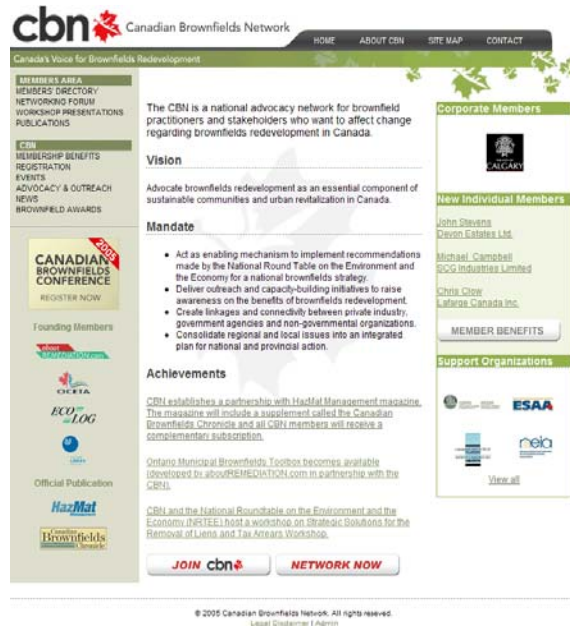 cbn Canadian Brownfields Network
HOME ABOUT CBN SITE MAP CONTACT
Canada's Voice for Brownfields Redevelopment
MEMBERS AREA
MEMBERS' DIRECTORY
NETWORKING FORUM
WORKSHOP PRESENTATIONS
PUBLICATIONS
CBN
MEMBERSHIP BENEFITS
REGISTRATION
EVENTS
ADVOCACY & OUTREACH
NEWS
BROWNFIELD AWARDS
2005
CANADIAN
BROWNFIELDS
CONFERENCE
REGISTER NOW
Founding Members
about
REMEDIATION.com
OCETA
ECO LOG
Official Publication
HazMat
Canadian
Brownfields
Chronicle
The CBN is a national advocacy network for brownfield
practitioners and stakeholders who want to affect change
regarding brownfields redevelopment in Canada.
Vision
Advocate brownfields redevelopment as an essential component of
sustainable communities and urban revitalization in Canada.
Mandate
• Act as enabling mechanism to implement recommendations
made by the National Round Table on the Environment and
the Economy for a national brownfields strategy.
• Deliver outreach and capacity-building initiatives to raise
awareness on the benefits of brownfields redevelopment.
• Create linkages and connectivity between private industry,
government agencies and non-governmental organizations.
• Consolidate regional and local issues into an integrated
plan for national and provincial action.
Achievements
CBN establishes a partnership with HazMat Management magazine.
The magazine will include a supplement called the Canadian
Brownfields Chronicle and all CBN members will receive a
complementary subscription.
Ontario Municipal Brownfields Toolbox becomes available
(developed by aboutREMEDIATION.com in partnership with the
CBN).
CBN and the National Roundtable on the Environment and the
Economy (NRTEE) host a workshop on Strategic Solutions for the
Removal of Liens and Tax Arrears Workshop.
JOIN cbn
NETWORK NOW
Corporate Members
CALGARY
New Individual Members
John Stevens
Devon Estates Ltd.
Michael Campbell
SCG Industries Limited
Chris Clow
Lafarge Canada Inc.
MEMBER BENEFITS
Support Organizations
ESAA
neia
View all
© 2005 Canadian Brownfields Network. All rights reseved.
Legal Disclaimer | Admin